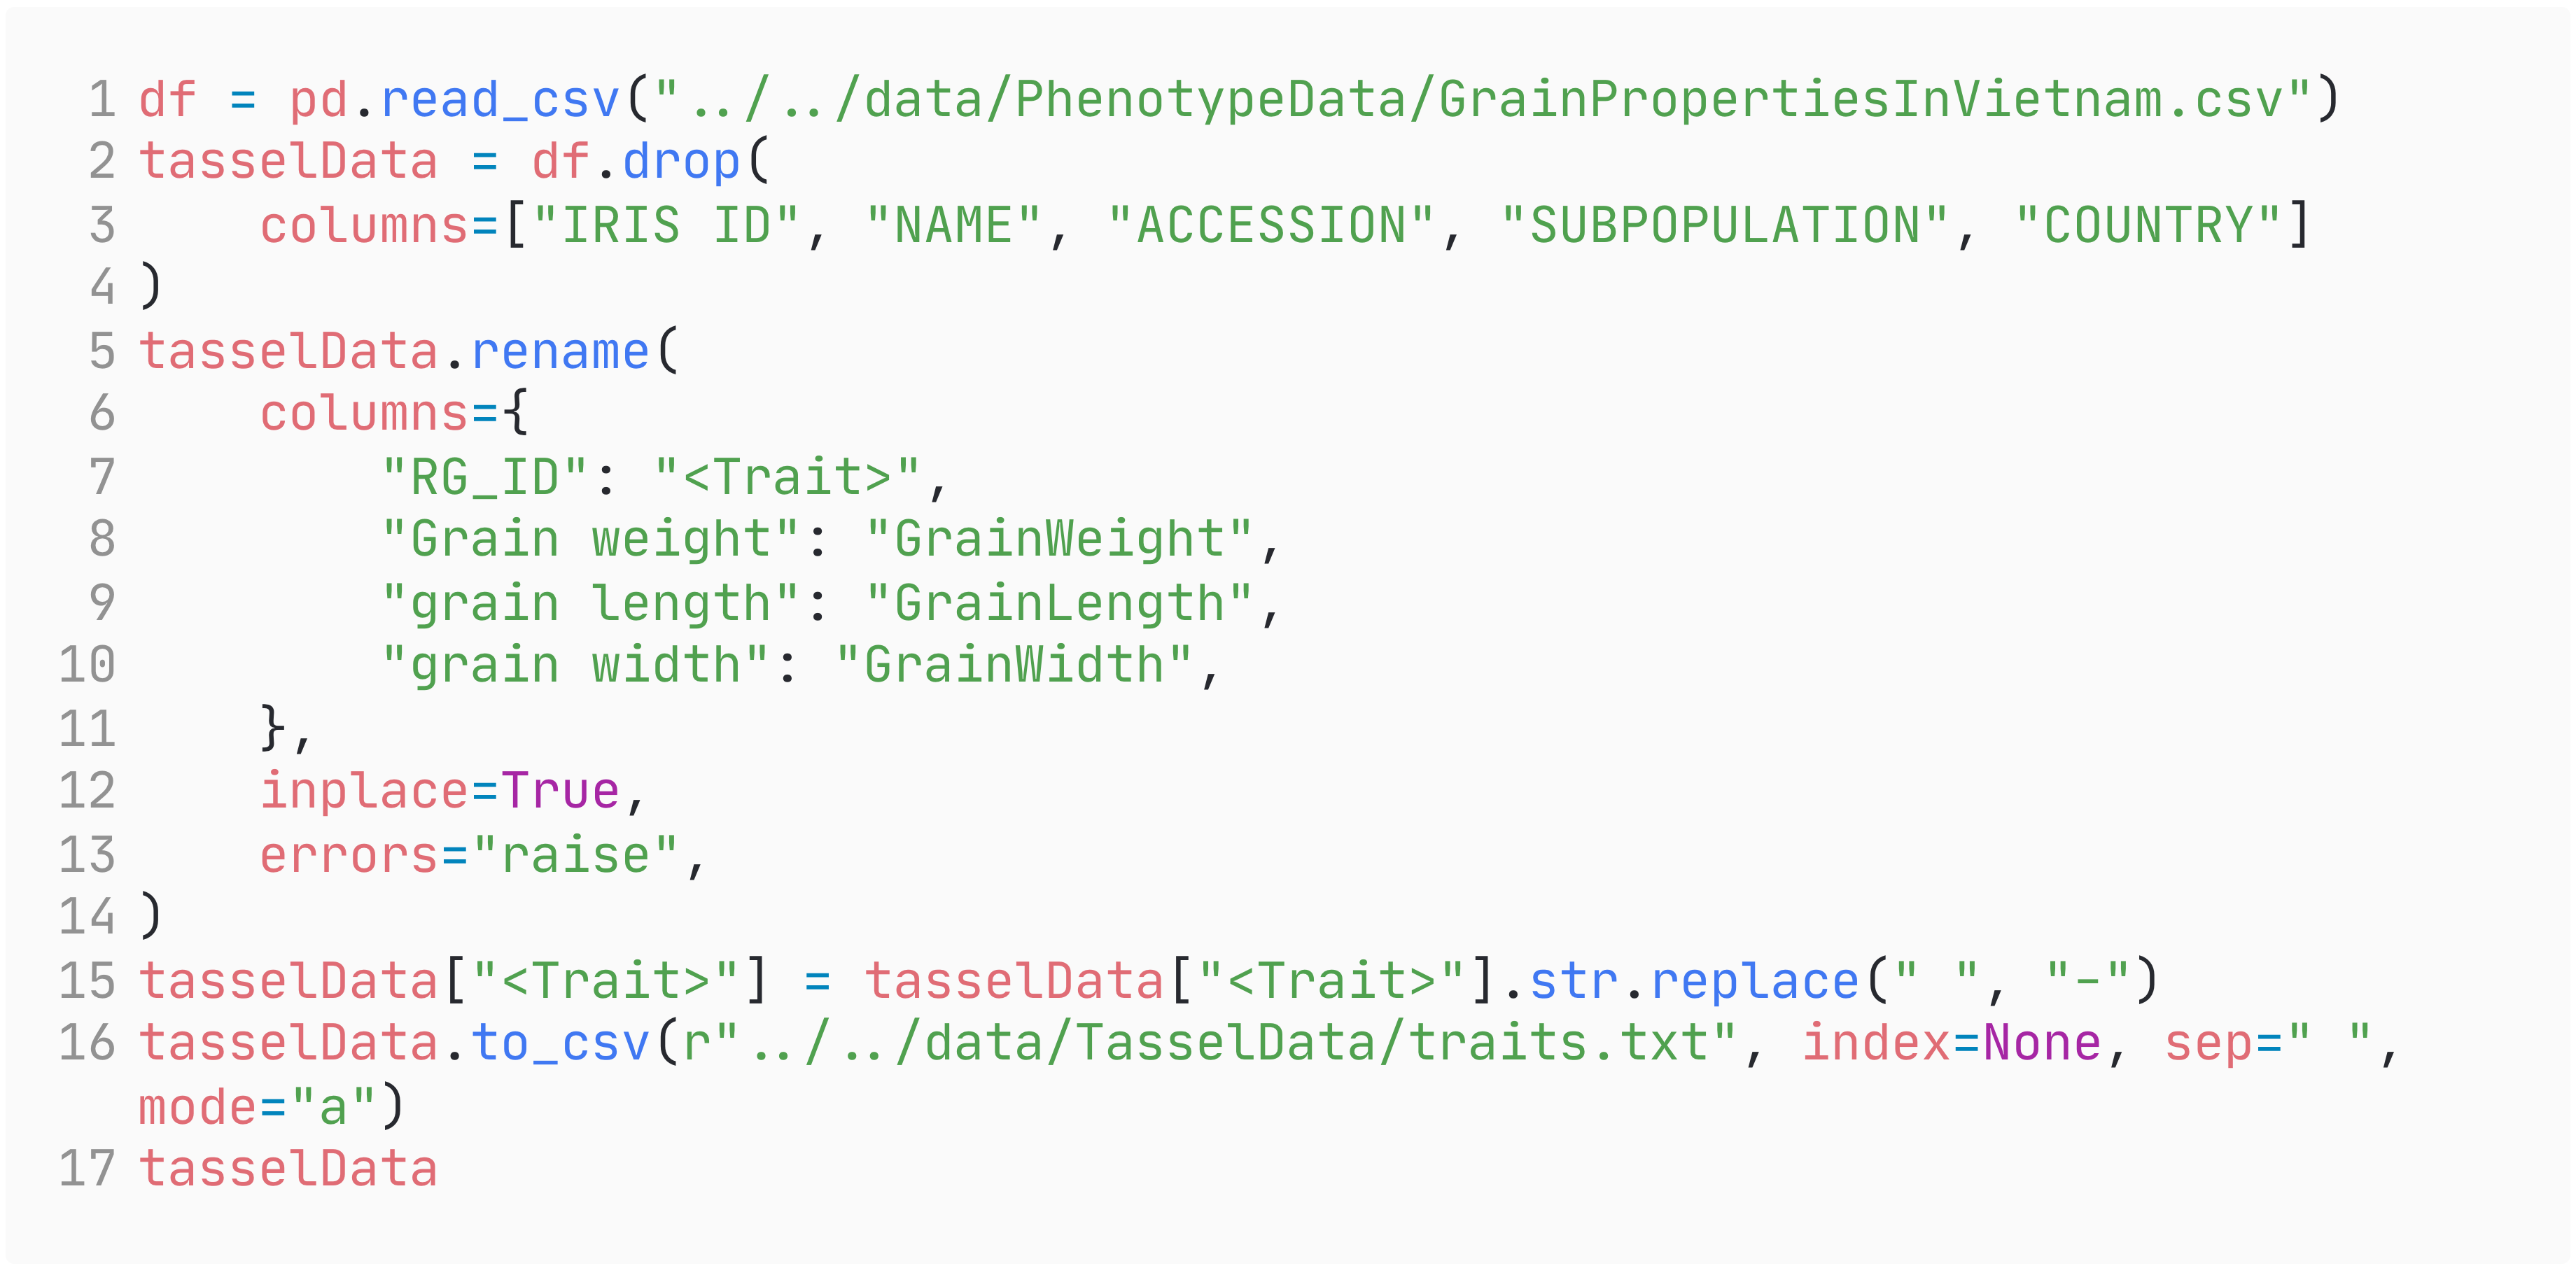 1 df = pd.read_csv("../../data/PhenotypeData/GrainPropertiesInVietnam.csv")
2 tasselData = df.drop(
3     columns=["IRIS ID", "NAME", "ACCESSION", "SUBPOPULATION", "COUNTRY"]
4 )
5 tasselData.rename(
6     columns={
7         "RG_ID": "<Trait>",
8         "Grain weight": "GrainWeight",
9         "grain length": "GrainLength",
10         "grain width": "GrainWidth",
11     },
12     inplace=True,
13     errors="raise",
14 )
15 tasselData["<Trait>"] = tasselData["<Trait>"].str.replace(" ", "-")
16 tasselData.to_csv(r"../../data/TasselData/traits.txt", index=None, sep=" ",
mode="a")
17 tasselData